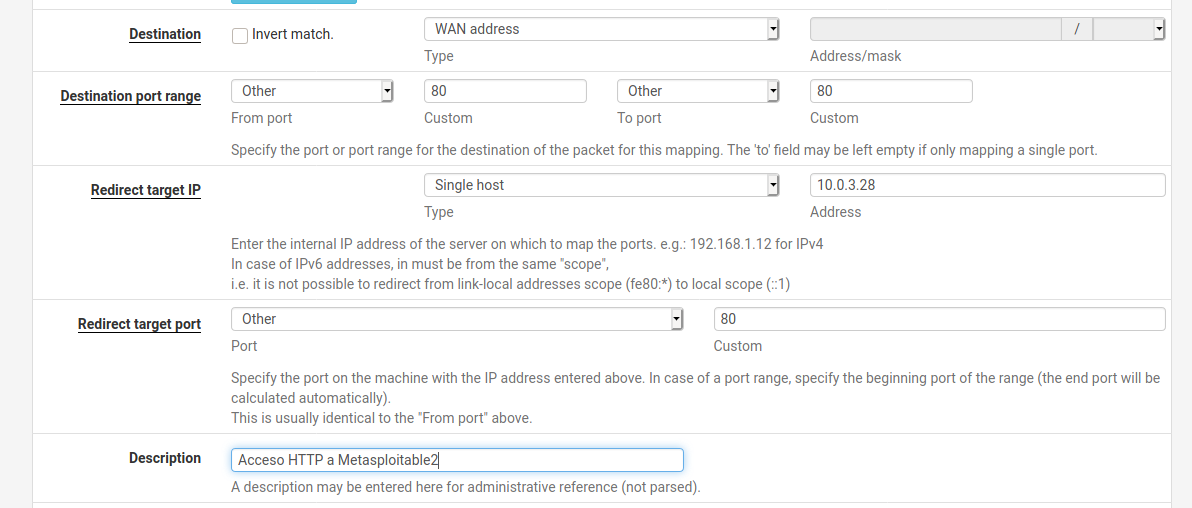 Destination
Invert match.
WAN address
/
Type
Address/mask
Destination port range
Other
80
Other
80
From port
Custom
To port
Custom
Specify the port or port range for the destination of the packet for this mapping. The 'to' field may be left empty if only mapping a single port.
Redirect target IP
Single host
10.0.3.28
Type
Address
Enter the internal IP address of the server on which to map the ports. e.g.: 192.168.1.12 for IPv4
In case of IPv6 addresses, in must be from the same "scope",
i.e. it is not possible to redirect from link-local addresses scope (fe80:*) to local scope (::1)
Redirect target port
Other
80
Port
Custom
Specify the port on the machine with the IP address entered above. In case of a port range, specify the beginning port of the range (the end port will be
calculated automatically).
This is usually identical to the "From port" above.
Description
Acceso HTTP a Metasploitable2
A description may be entered here for administrative reference (not parsed).